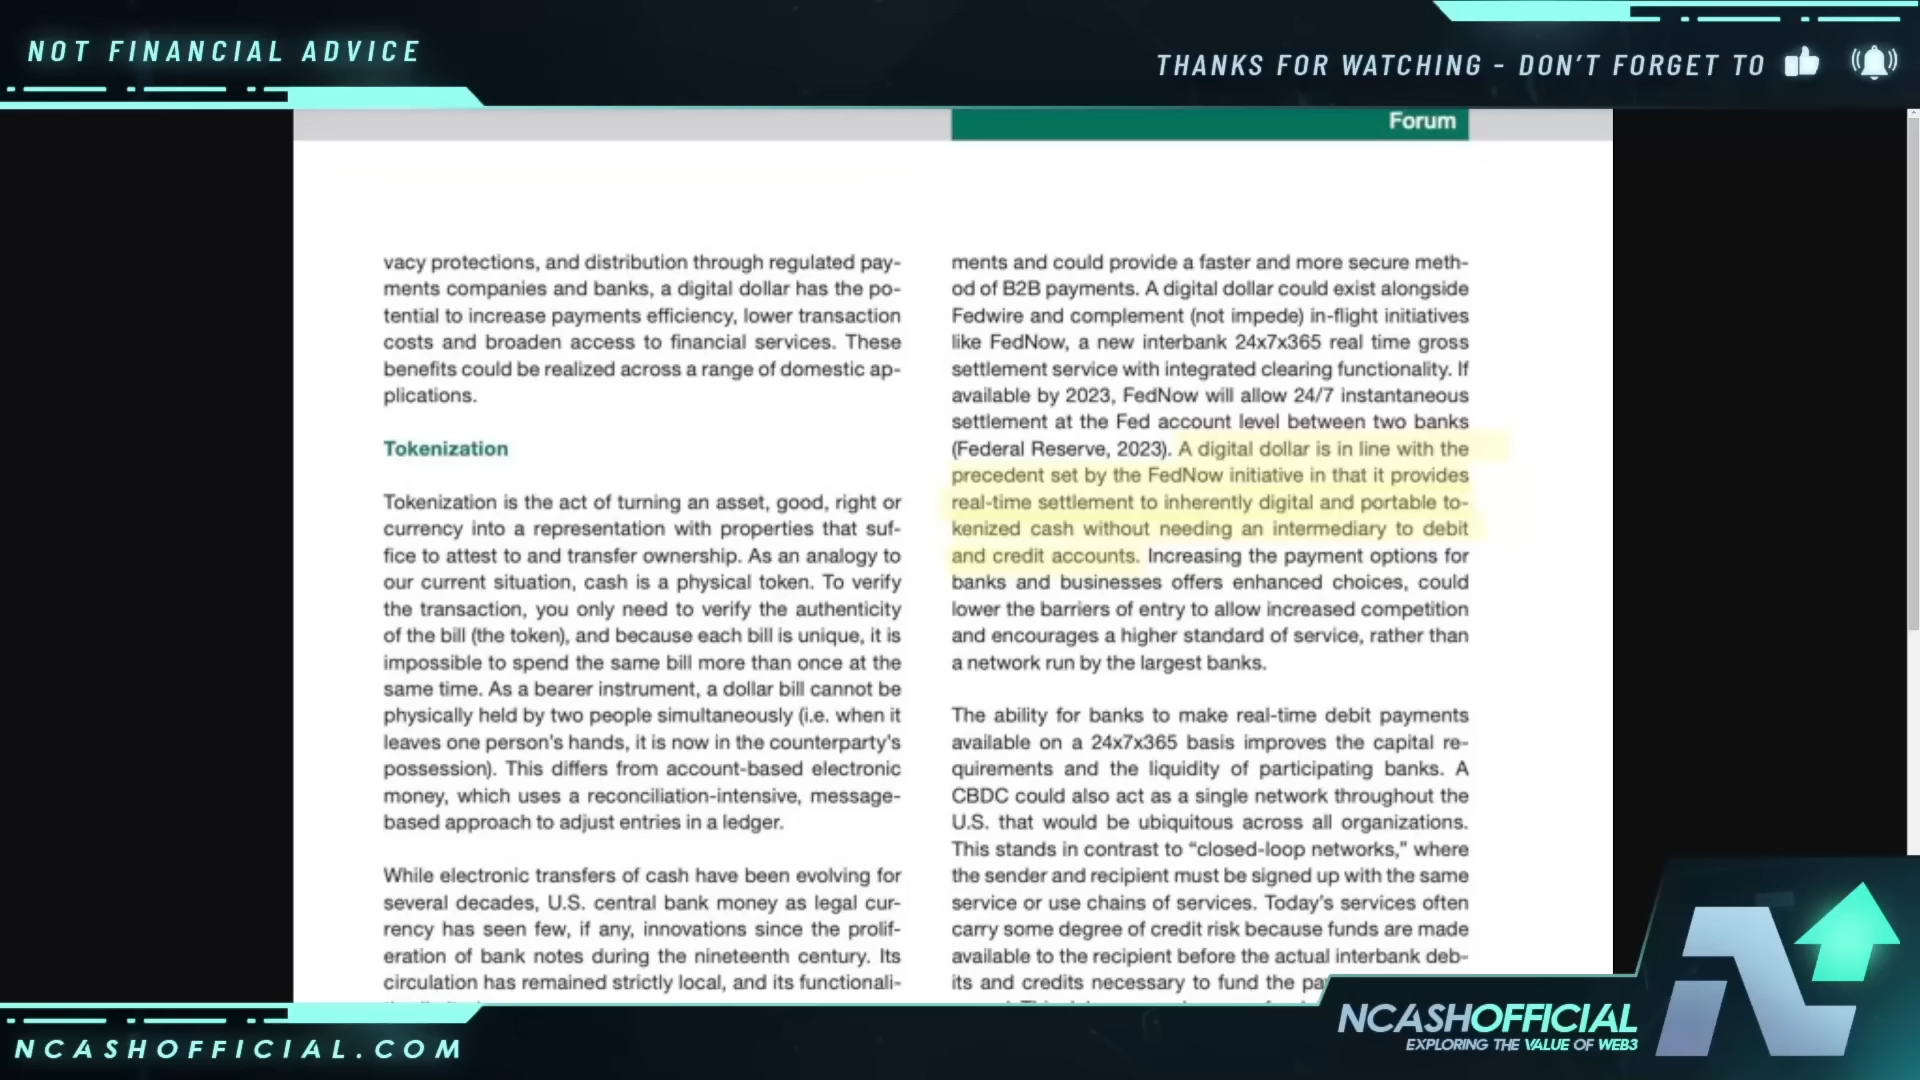 NOT FINANCIAL ADVICE
THANKS FOR WATCHING - DON'T FORGET TO
Forum
vacy protections, and distribution through regulated pay-
ments companies and banks, a digital dollar has the po-
tential to increase payments efficiency, lower transaction
costs and broaden access to financial services. These
benefits could be realized across a range of domestic ap-
plications.
Tokenization
Tokenization is the act of turning an asset, good, right or
currency into a representation with properties that suf-
fice to attest to and transfer ownership. As an analogy to
our current situation, cash is a physical token. To verify
the transaction, you only need to verify the authenticity
of the bill (the token), and because each bill is unique, it is
impossible to spend the same bill more than once at the
same time. As a bearer instrument, a dollar bill cannot be
physically held by two people simultaneously (i.e. when it
leaves one person's hands, it is now in the counterparty's
possession). This differs from account-based electronic
money, which uses a reconciliation-intensive, message-
based approach to adjust entries in a ledger.
While electronic transfers of cash have been evolving for
several decades, U.S. central bank money as legal cur-
rency has seen few, if any, innovations since the prolif-
eration of bank notes during the nineteenth century. Its
circulation has remained strictly local, and its functionali-
ments and could provide a faster and more secure meth-
od of B2B payments. A digital dollar could exist alongside
Fedwire and complement (not impede) in-flight initiatives
like FedNow, a new interbank 24x7x365 real time gross
settlement service with integrated clearing functionality. If
available by 2023, FedNow will allow 24/7 instantaneous
settlement at the Fed account level between two banks
(Federal Reserve, 2023). A digital dollar is in line with the
precedent set by the FedNow initiative in that it provides
real-time settlement to inherently digital and portable to-
kenized cash without needing an intermediary to debit
and credit accounts. Increasing the payment options for
banks and businesses offers enhanced choices, could
lower the barriers of entry to allow increased competition
and encourages a higher standard of service, rather than
a network run by the largest banks.
The ability for banks to make real-time debit payments
available on a 24x7x365 basis improves the capital re-
quirements and the liquidity of participating banks. A
CBDC could also act as a single network throughout the
U.S. that would be ubiquitous across all organizations.
This stands in contrast to “closed-loop networks,” where
the sender and recipient must be signed up with the same
service or use chains of services. Today's services often
carry some degree of credit risk because funds are made
available to the recipient before the actual interbank deb-
its and credits necessary to fund the pa
NCASHOFFICIAL.COM
NCASHOFFICIAL
EXPLORING THE VALUE OF WEB3